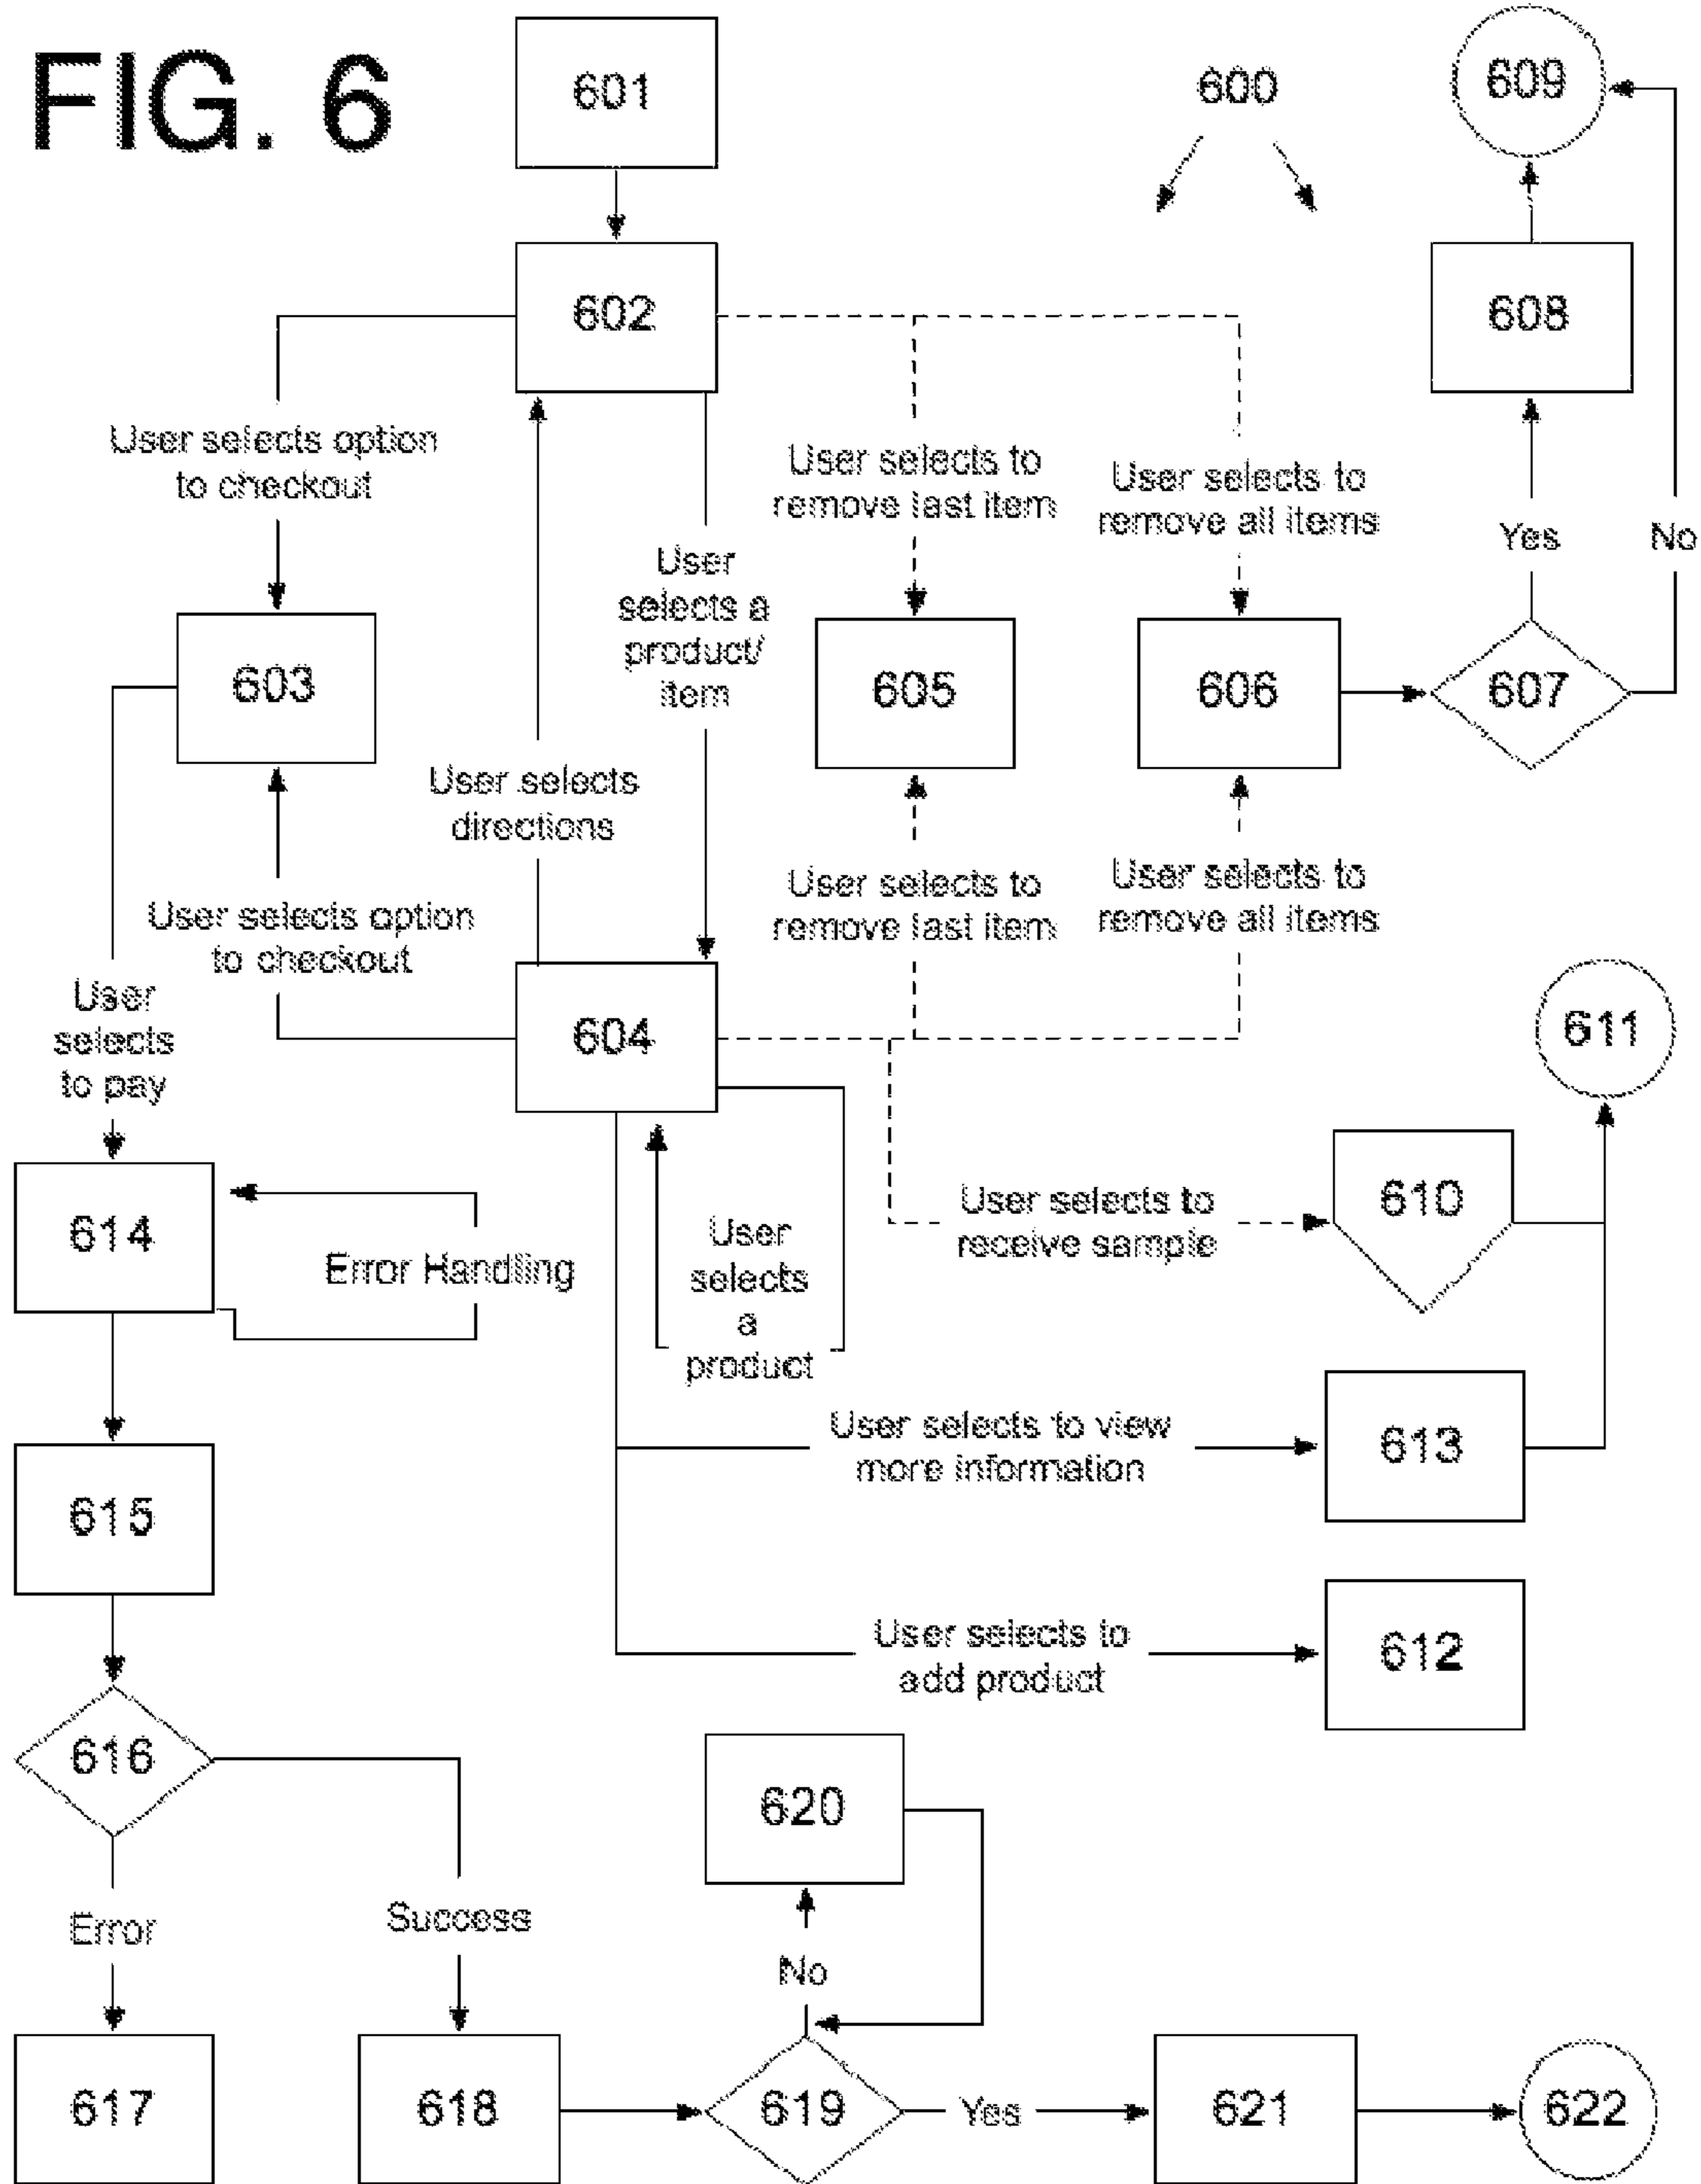 FIG. 6
601
600
609
602
608
User selects option
to checkout
User selects to
remove last item
User selects to
remove all items
Yes
No
User
selects a
product/
item
603
605
606
607
User selects
directions
User selects option
to checkout
User selects to
remove last item
User selects to
remove all items
User
selects
to pay
604
611
614
Error Handling
User
selects
a
product
User selects to
receive sample
610
User selects to view
more information
613
615
User selects to
add product
612
616
620
Error
Success
No
617
618
619
Yes
621
622